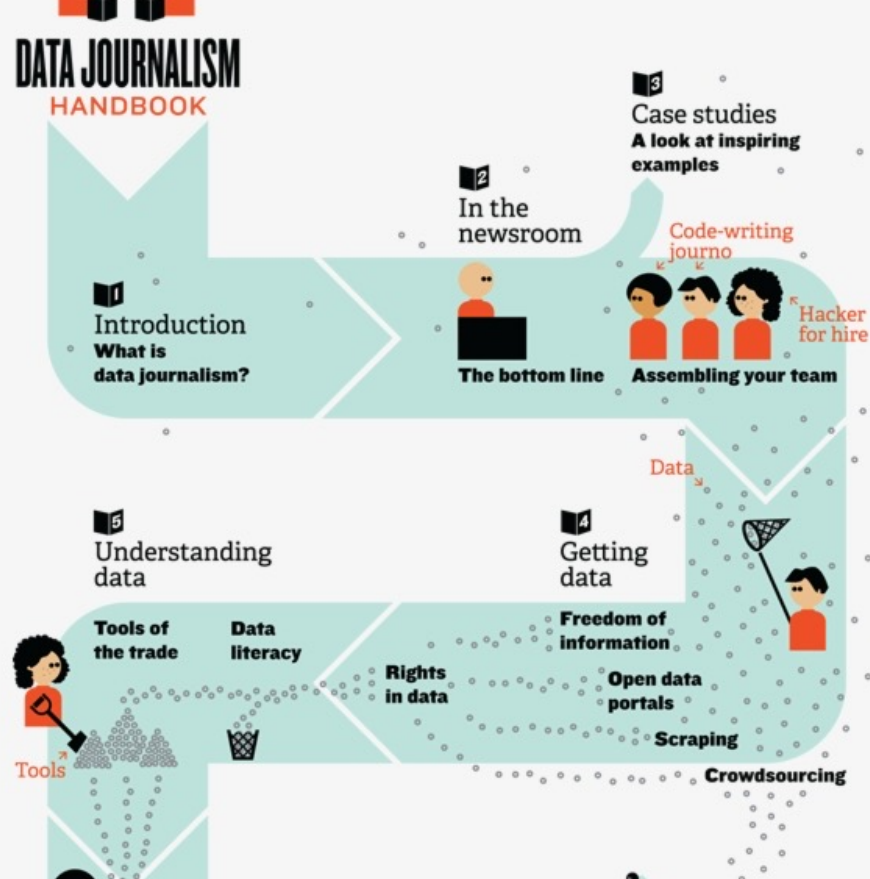 DATA JOURNALISM
HANDBOOK
1
Introduction
What is
data journalism?
2
In the
newsroom
The bottom line
3
Case studies
A look at inspiring
examples
Code-writing
journo
Hacker
for hire
Assembling your team
Data
4
Getting
data
Freedom of
information
Open data
portals
Scraping
Crowdsourcing
Rights
in data
5
Understanding
data
Tools of
the trade
Data
literacy
Tools